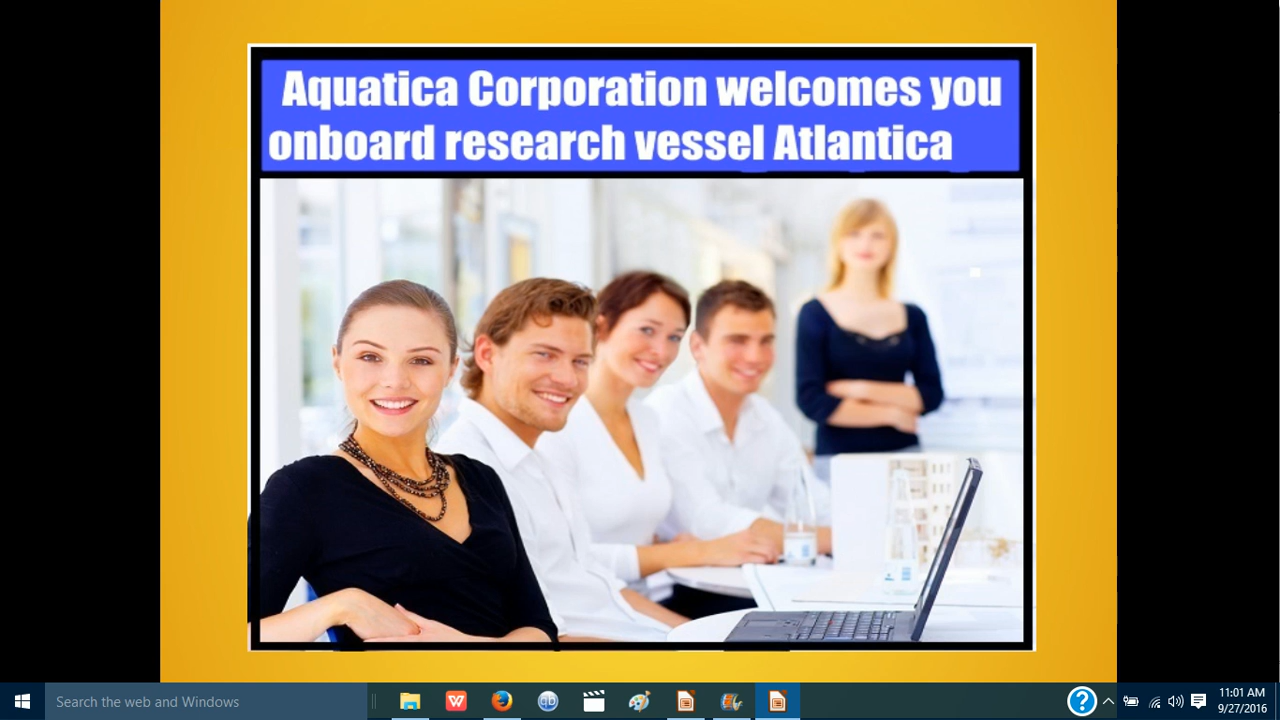 Aquatica Corporation welcomes you
onboard research vessel Atlantica
Search the web and Windows
11:01 AM
9/27/2016